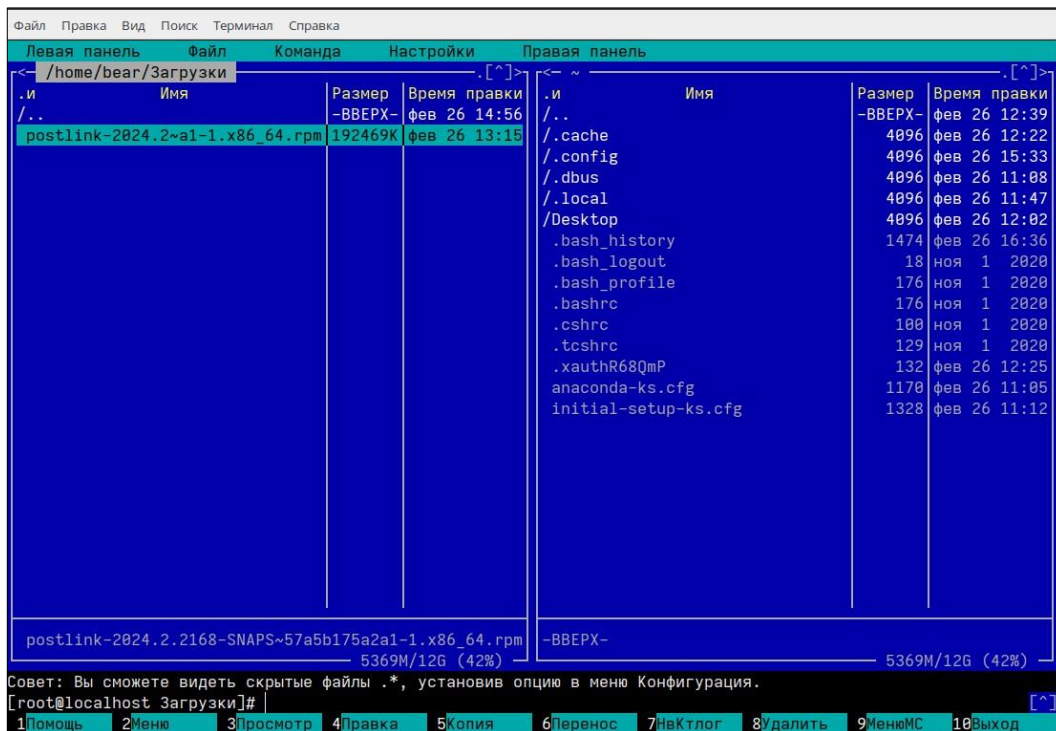 Файл Правка Вид Поиск Терминал Справка
Левая панель Файл Команда Настройки Правая панель
<— /home/bear/Загрузки .[^]> <— ~ .[^]>
.и Имя Размер Время правки .и Имя Размер Время правки
/.. -ВВЕРХ- фев 26 14:56 /.. -ВВЕРХ- фев 26 12:39
postlink-2024.2~a1-1.x86_64.rpm 192469K фев 26 13:15 /.cache 4096 фев 26 12:22
/.config 4096 фев 26 15:33
/.dbus 4096 фев 26 11:08
/.local 4096 фев 26 11:47
/Desktop 4096 фев 26 12:02
.bash_history 1474 фев 26 16:36
.bash_logout 18 ноя 1 2020
.bash_profile 176 ноя 1 2020
.bashrc 176 ноя 1 2020
.cshrc 100 ноя 1 2020
.tcshrc 129 ноя 1 2020
.xauthR68QmP 132 фев 26 12:25
anaconda-ks.cfg 1170 фев 26 11:05
initial-setup-ks.cfg 1328 фев 26 11:12
postlink-2024.2.2168-SNAPS~57a5b175a2a1-1.x86_64.rpm -ВВЕРХ-
5369M/12G (42%) 5369M/12G (42%)
Совет: Вы сможете видеть скрытые файлы .*, установив опцию в меню Конфигурация.
[root@localhost Загрузки]# [^]
1Помощь 2Меню 3Просмотр 4Правка 5Копия 6Перенос 7НвКтлог 8Удалить 9МенюMC 10Выход